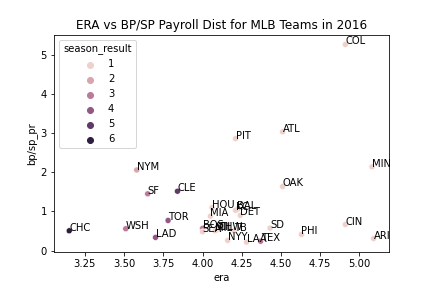 ERA vs BP/SP Payroll Dist for MLB Teams in 2016
season_result
1
2
3
4
5
6
COL
ATL
PIT
MIN
NYM
SF
CLE
OAK
HOU
BAL
MIA
DET
TOR
CHC
WSH
LAD
SD
CIN
PHI
NYY
LAA
TEX
ARI
5
4
3
2
1
0
3.25
3.50
3.75
4.00
4.25
4.50
4.75
5.00
bp/sp_pr
era